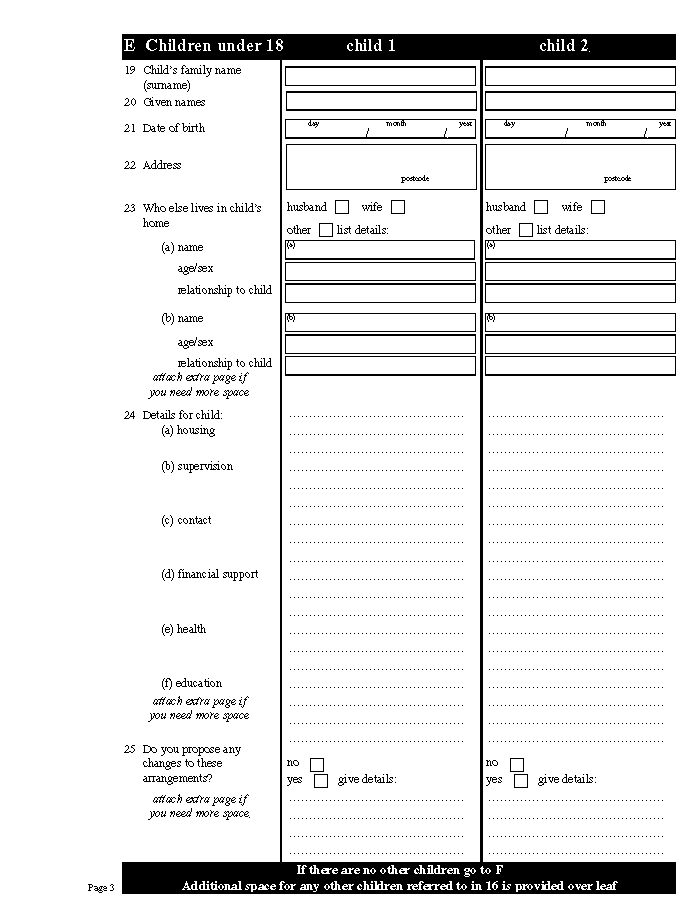 E Children under 18 child 1 child 2.
19 Child's family name
(surname)
20 Given names
21 Date of birth day / month / year day / month / year
22 Address
postcode postcode
23 Who else lives in child's home husband wife husband wife
other list details: other list details:
(a) name (a) (a)
age/sex
relationship to child
(b) name (b) (b)
age/sex
relationship to child
attach extra page if
you need more space
24 Details for child:
(a) housing
(b) supervision
(c) contact
(d) financial support
(e) health
(f) education
attach extra page if
you need more space
25 Do you propose any
changes to these no no
arrangements? yes give details: yes give details:
attach extra page if
you need more space.
If there are no other children go to F
Page 3 Additional space for any other children referred to in 16 is provided over leaf